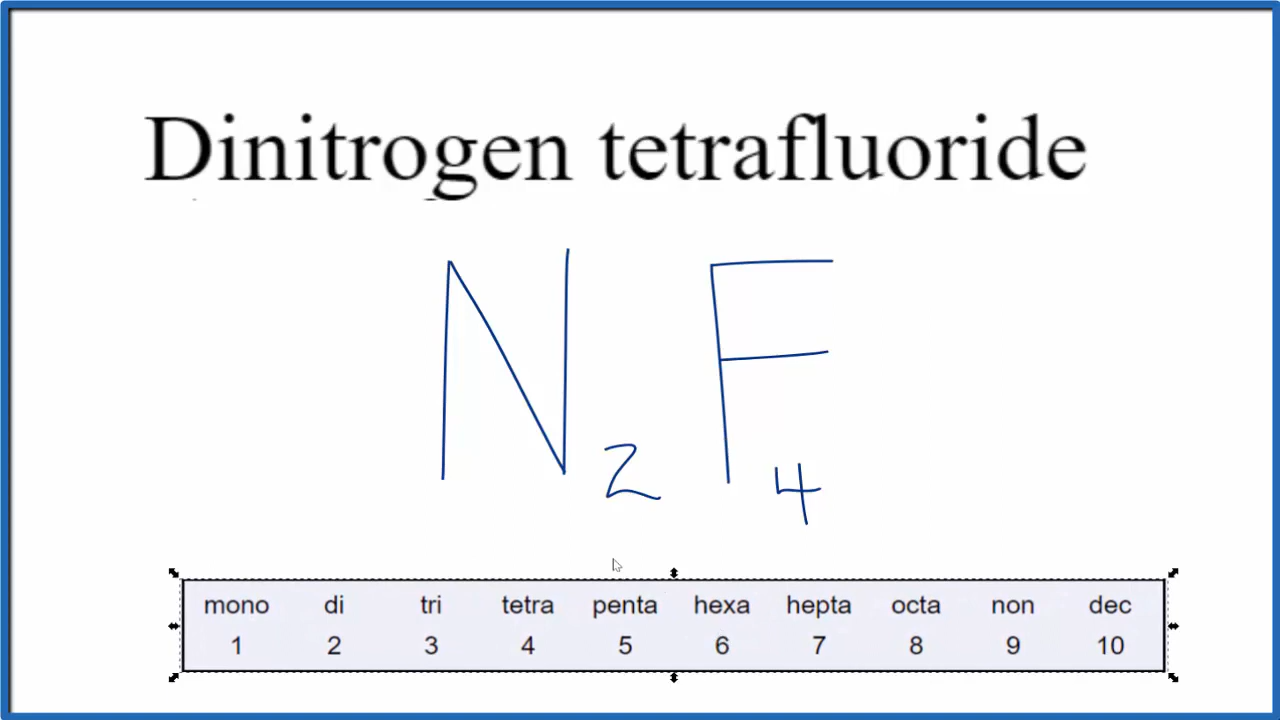 Dinitrogen tetrafluoride
N2F4
mono di tri tetra penta hexa hepta octa non dec
1 2 3 4 5 6 7 8 9 10